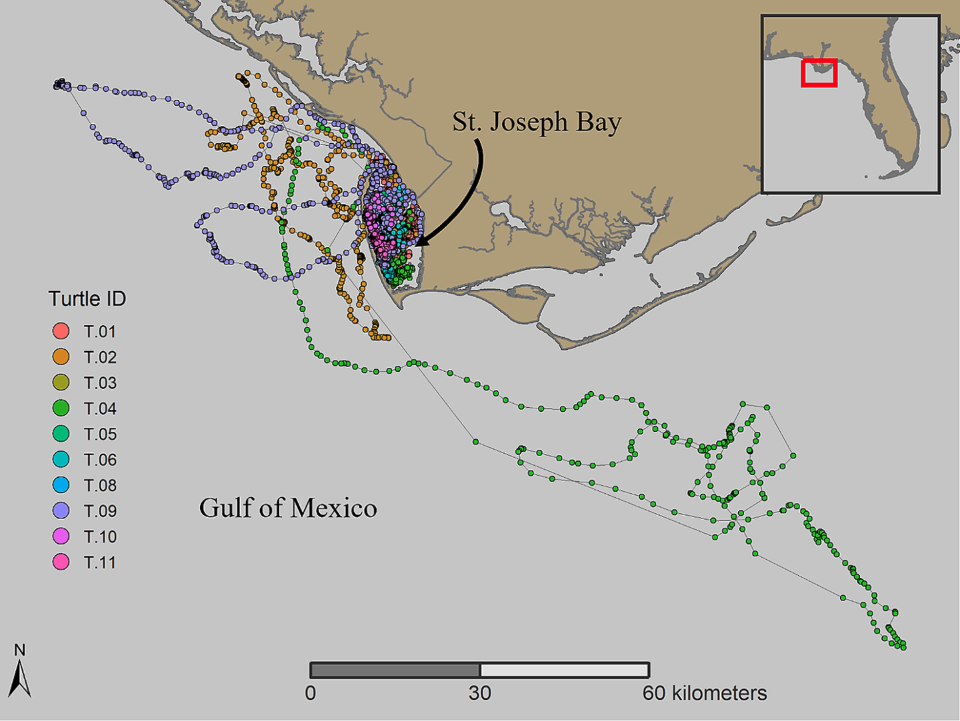 St. Joseph Bay
Turtle ID
T.01
T.02
T.03
T.04
T.05
T.06
T.08
T.09
T.10
T.11
Gulf of Mexico
N
0 30 60 kilometers